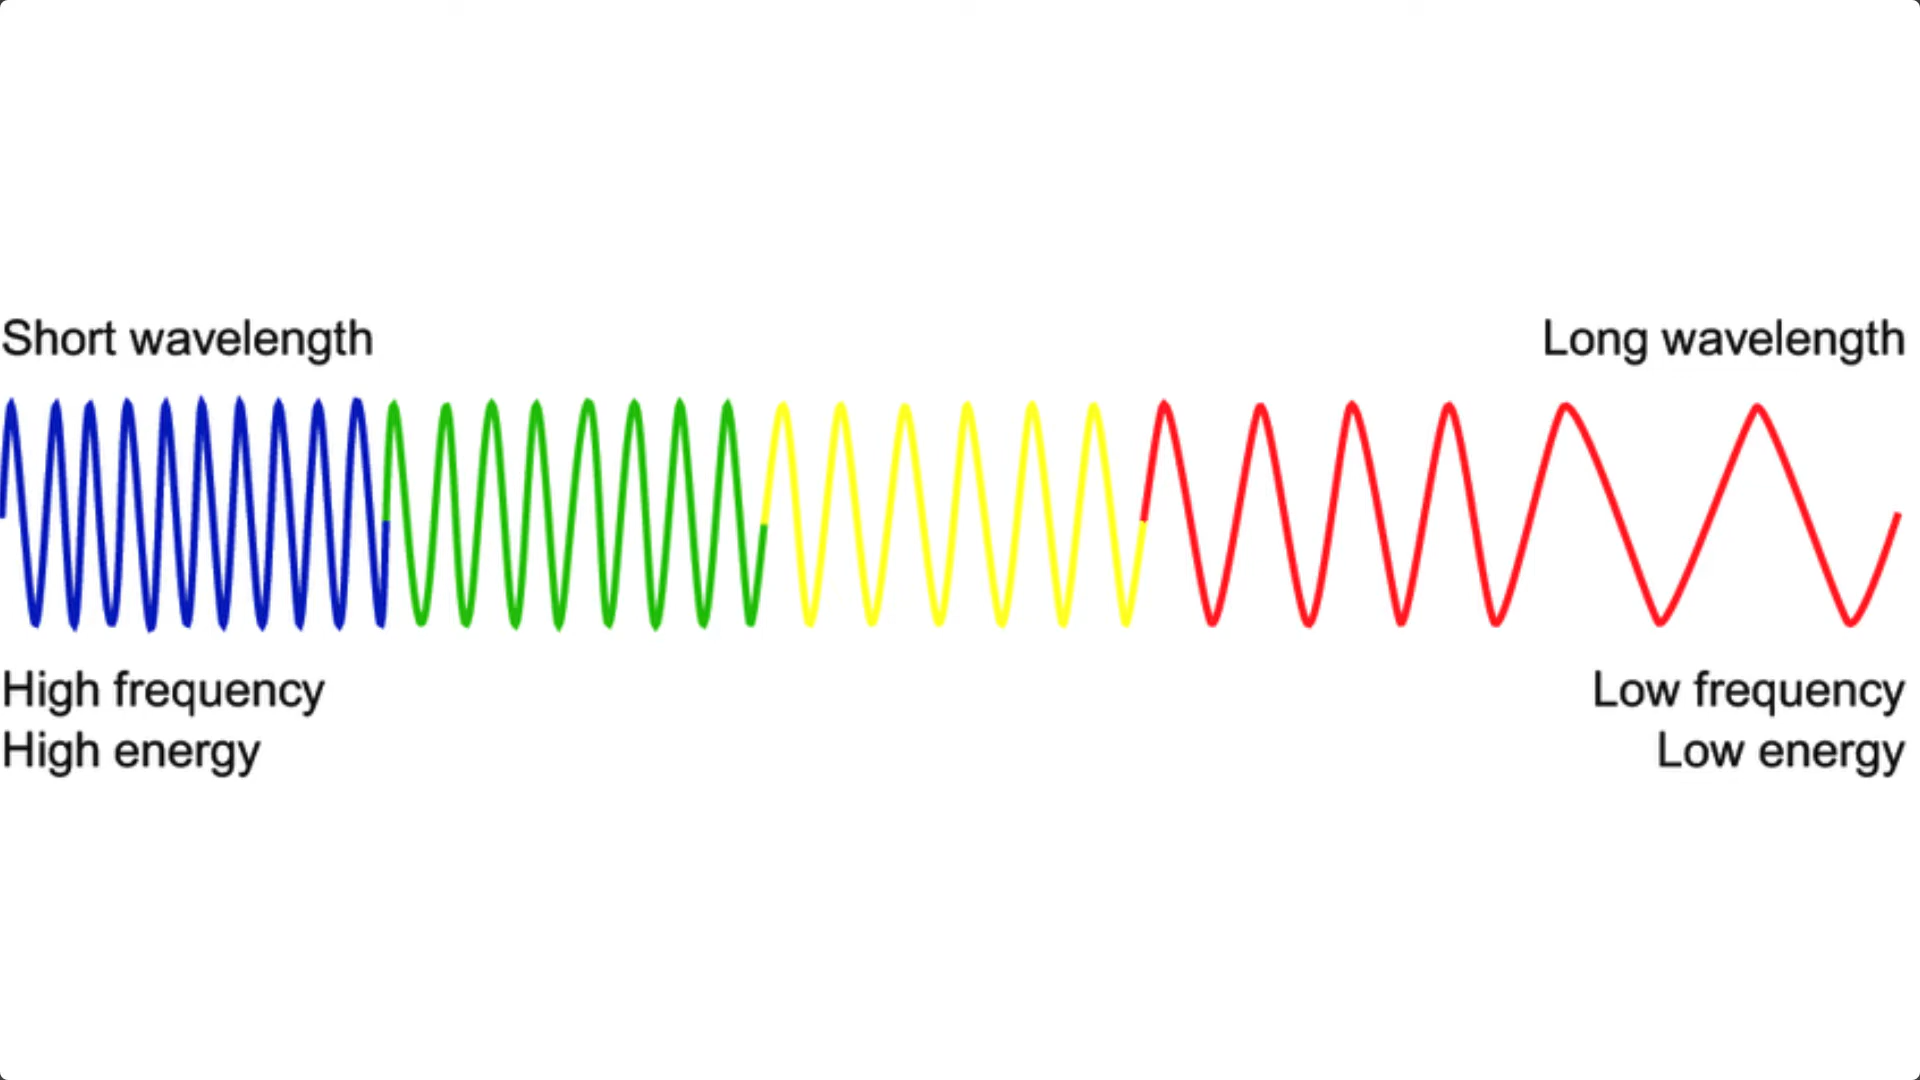 Short wavelength
Long wavelength
High frequency
High energy
Low frequency
Low energy